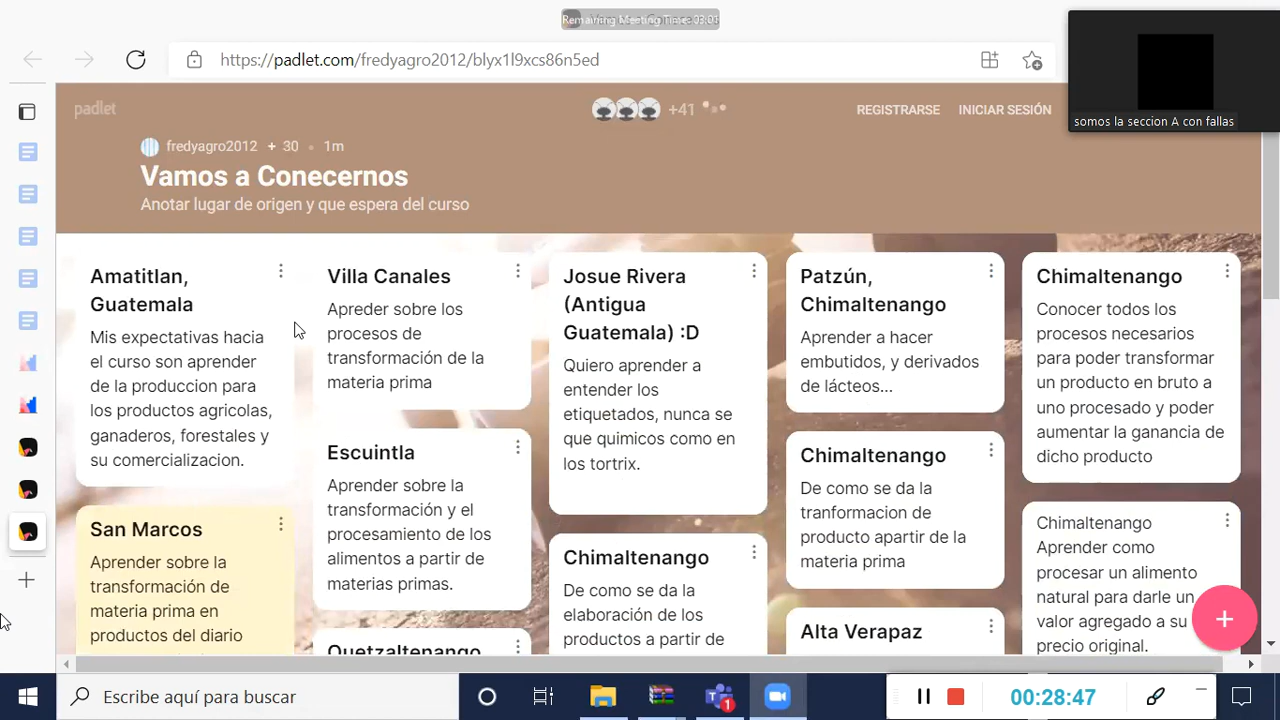 Remaining Meeting Time: 03:01
https://padlet.com/fredyagro2012/blyx1l9xcs86n5ed
somos la seccion A con fallas
padlet
+41
REGISTRARSE
INICIAR SESIÓN
fredyagro2012 + 30 1m
Vamos a Conecernos
Anotar lugar de origen y que espera del curso
Amatitlan,
Guatemala
Mis expectativas hacia
el curso son aprender
de la produccion para
los productos agricolas,
ganaderos, forestales y
su comercializacion.
San Marcos
Aprender sobre la
transformación de
materia prima en
productos del diario
Villa Canales
Apreder sobre los
procesos de
transformación de la
materia prima
Escuintla
Aprender sobre la
transformación y el
procesamiento de los
alimentos a partir de
materias primas.
Quetzaltenango
Josue Rivera
(Antigua
Guatemala) :D
Quiero aprender a
entender los
etiquetados, nunca se
que quimicos como en
los tortrix.
Chimaltenango
De como se da la
elaboración de los
productos a partir de
Patzún,
Chimaltenango
Aprender a hacer
embutidos, y derivados
de lácteos...
Chimaltenango
De como se da la
tranformacion de
producto apartir de la
materia prima
Alta Verapaz
Chimaltenango
Conocer todos los
procesos necesarios
para poder transformar
un producto en bruto a
uno procesado y poder
aumentar la ganancia de
dicho producto
Chimaltenango
Aprender como
procesar un alimento
natural para darle un
valor agregado a su
precio original.
Escribe aquí para buscar
1
00:28:47